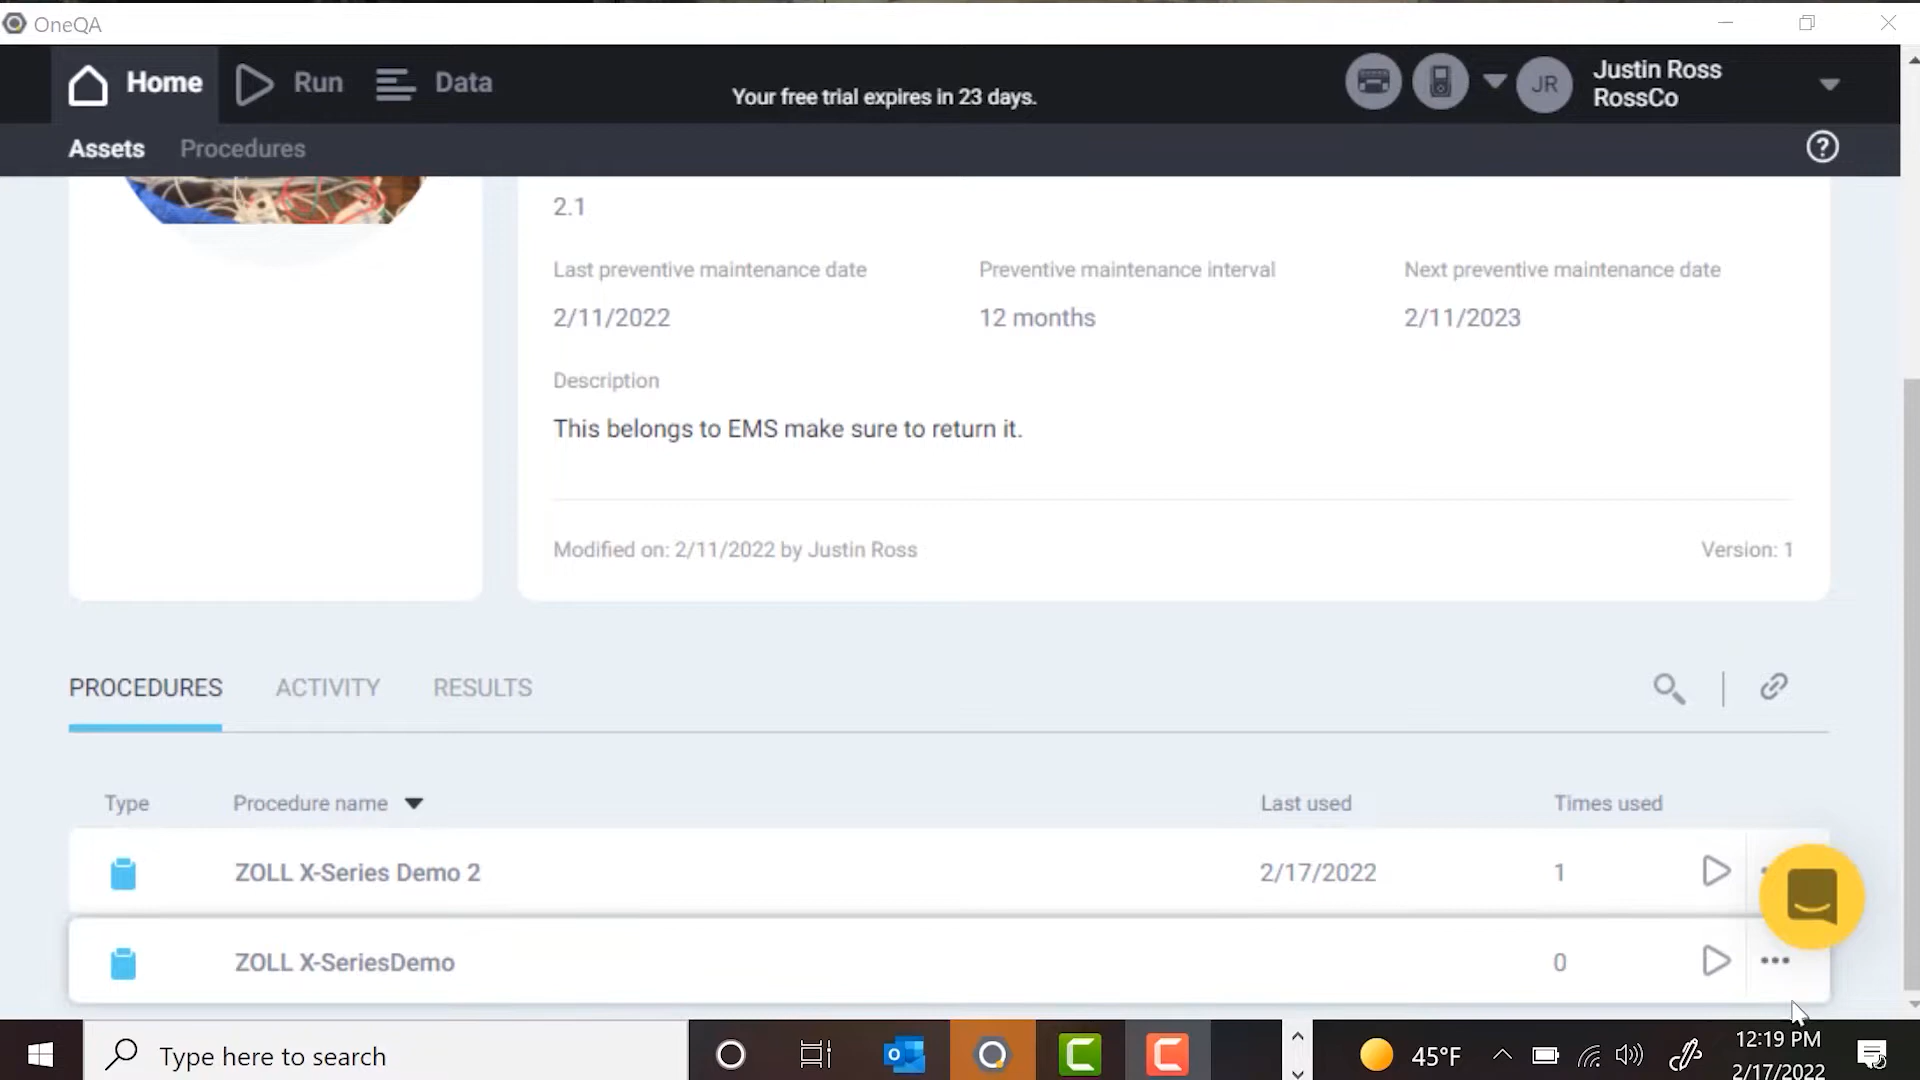 OneQA
Home Run Data
Your free trial expires in 23 days.
JR
Justin Ross
RossCo
Assets Procedures
?
2.1
Last preventive maintenance date Preventive maintenance interval Next preventive maintenance date
2/11/2022 12 months 2/11/2023
Description
This belongs to EMS make sure to return it.
Modified on: 2/11/2022 by Justin Ross Version: 1
PROCEDURES ACTIVITY RESULTS
Type Procedure name Last used Times used
ZOLL X-Series Demo 2 2/17/2022 1
ZOLL X-SeriesDemo 0
Type here to search
45°F
12:19 PM
2/17/2022